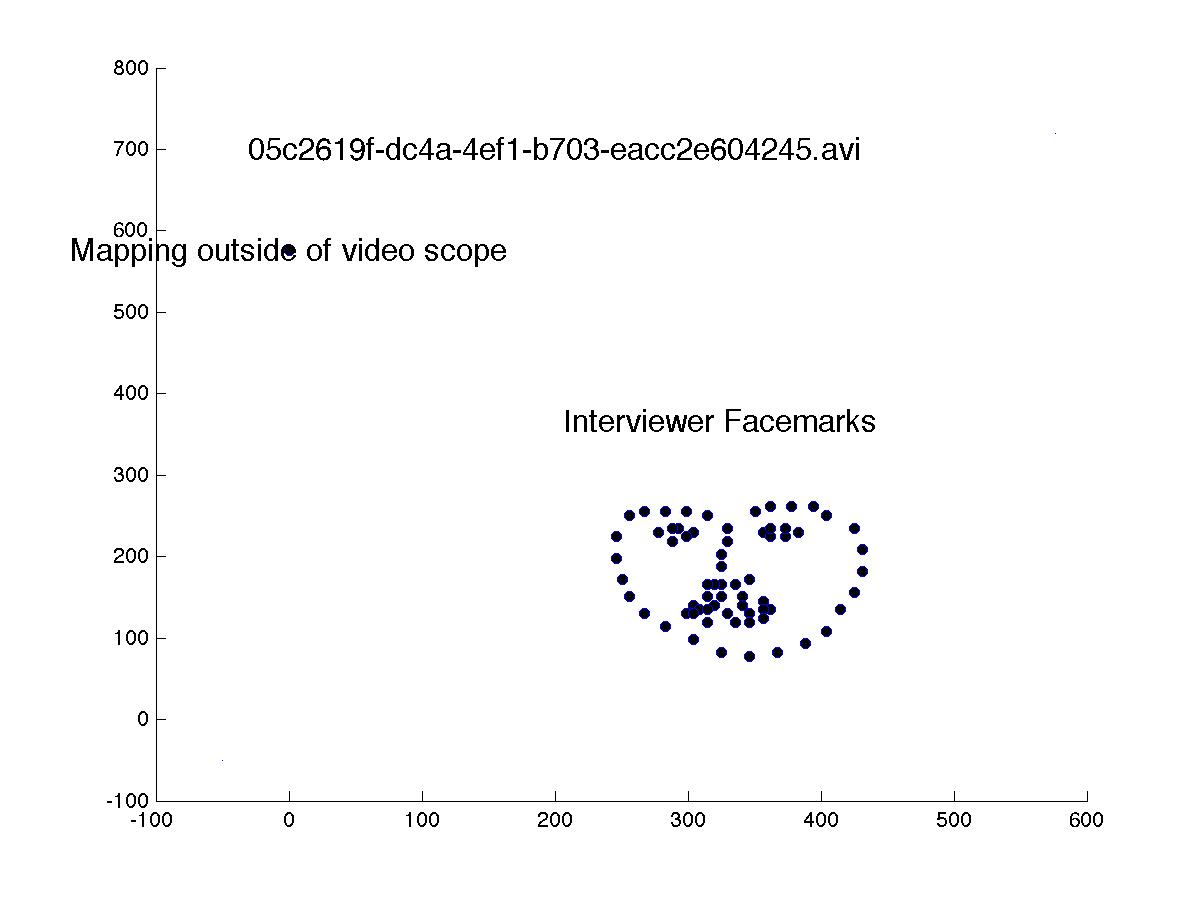 800
700
05c2619f-dc4a-4ef1-b703-eacc2e604245.avi
600
Mapping outside of video scope
500
400
Interviewer Facemarks
300
200
100
0
-100
-100 0 100 200 300 400 500 600